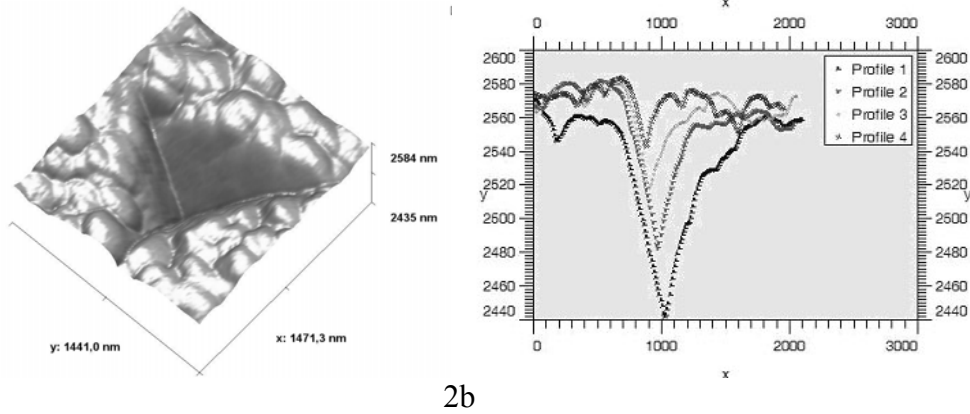 2584 nm
2435 nm
y: 1441,0 nm
x: 1471,3 nm
x
0 1000 2000 3000
2600 2600
2580 2580
2560 2560
2540 2540
2520 2520
y y
2500 2500
2480 2480
2460 2460
2440 2440
Profile 1
Profile 2
Profile 3
Profile 4
0 1000 2000 3000
x
2b